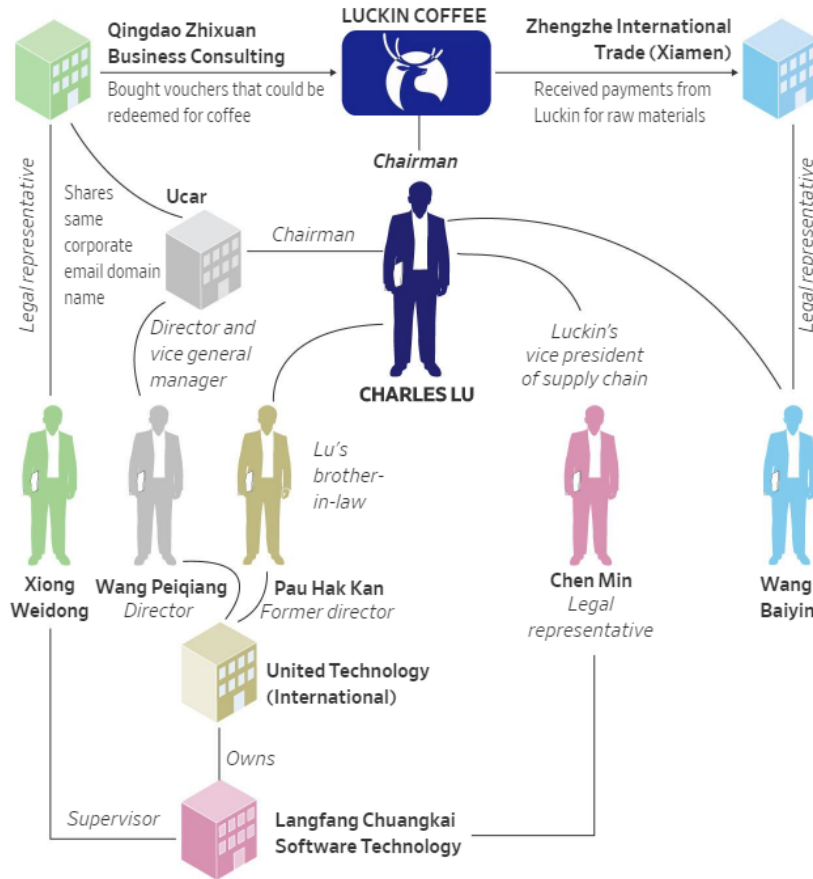 Qingdao Zhixuan
Business Consulting
Bought vouchers that could be
redeemed for coffee
LUCKIN COFFEE
Zhengzhe International
Trade (Xiamen)
Received payments from
Luckin for raw materials
Chairman
Legal representative
Shares
same
corporate
email domain
name
Ucar
Chairman
Legal representative
Director and
vice general
manager
CHARLES LU
Luckin's
vice president
of supply chain
Lu's
brother-
in-law
Xiong
Weidong
Wang Peiqiang
Director
Pau Hak Kan
Former director
Chen Min
Legal
representative
Wang
Baiyin
United Technology
(International)
Owns
Supervisor
Langfang Chuangkai
Software Technology